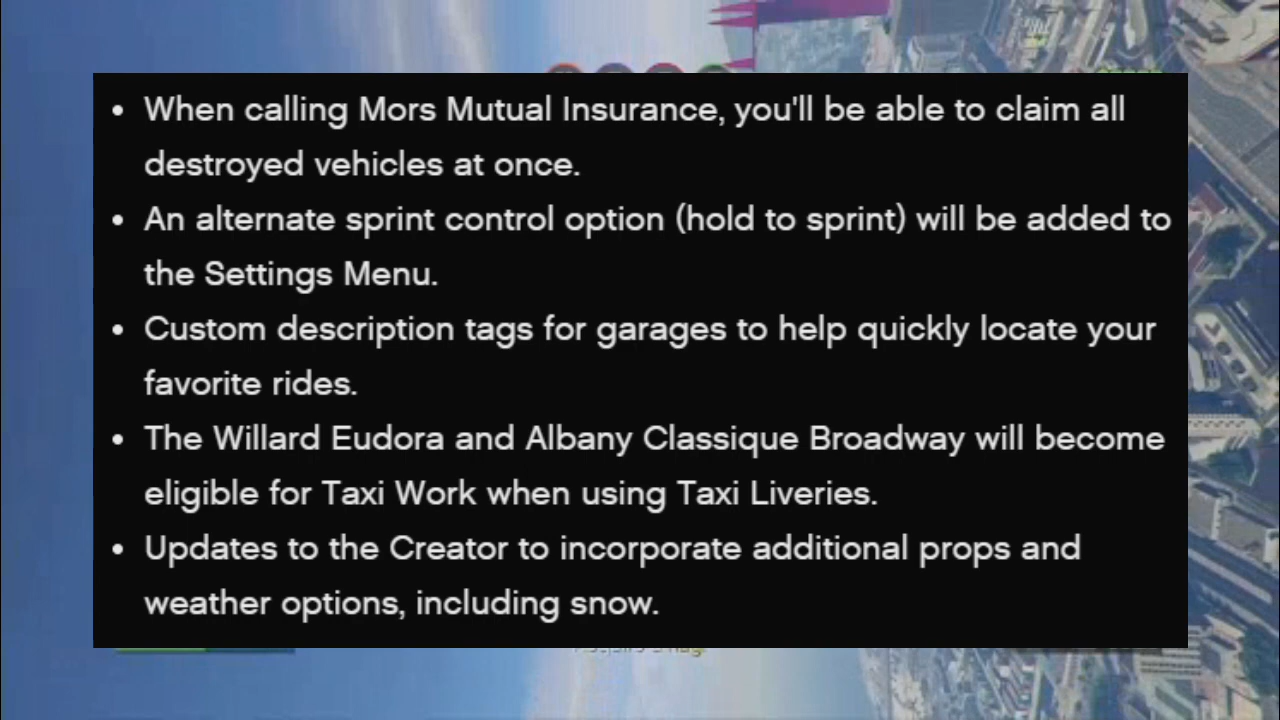 • When calling Mors Mutual Insurance, you'll be able to claim all
destroyed vehicles at once.
• An alternate sprint control option (hold to sprint) will be added to
the Settings Menu.
• Custom description tags for garages to help quickly locate your
favorite rides.
• The Willard Eudora and Albany Classique Broadway will become
eligible for Taxi Work when using Taxi Liveries.
• Updates to the Creator to incorporate additional props and
weather options, including snow.